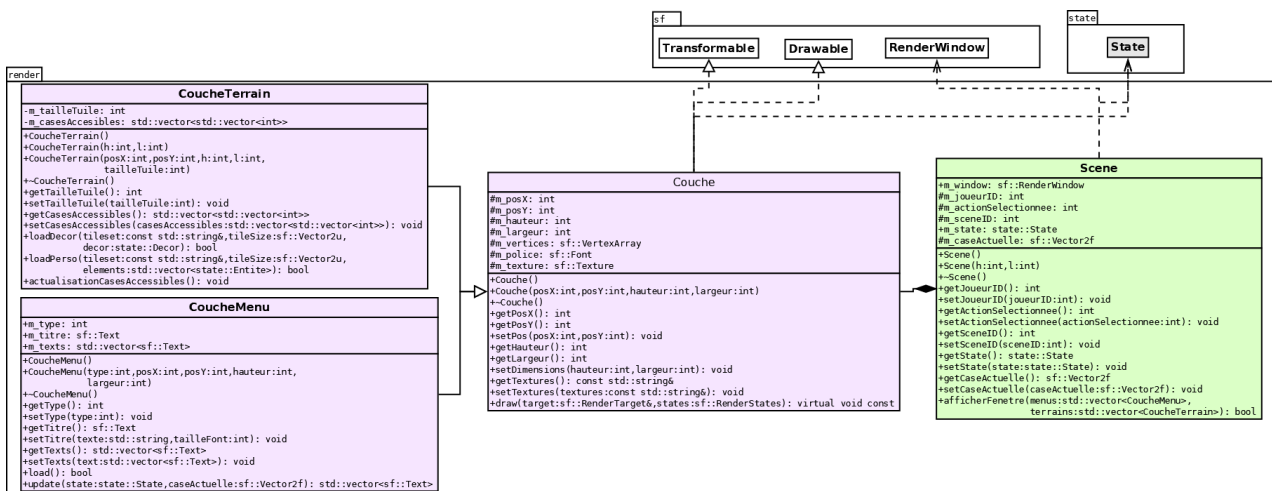 sf
Transformable
Drawable
RenderWindow
state
State
render
CoucheTerrain
-m_tailleTuile: int
-m_casesAccesibles: std::vector<std::vector<int>>
+CoucheTerrain()
+CoucheTerrain(h:int,l:int)
+CoucheTerrain(posX:int,posY:int,h:int,l:int,
tailleTuile:int)
+~CoucheTerrain()
+getTailleTuile(): int
+setTailleTuile(tailleTuile:int): void
+getCasesAccessibles(): std::vector<std::vector<int>>
+setCasesAccessibles(casesAccessibles:std::vector<std::vector<int>>): void
+loadDecor(tileset:const std::string&,tileSize:sf::Vector2u,
decor:state::Decor): bool
+loadPerso(tileset:const std::string&,tileSize:sf::Vector2u,
elements:std::vector<state::Entite>): bool
+actualisationCasesAccessibles(): void
CoucheMenu
+m_type: int
+m_titre: sf::Text
+m_texts: std::vector<sf::Text>
+CoucheMenu()
+CoucheMenu(type:int,posX:int,posY:int,hauteur:int,
largeur:int)
+~CoucheMenu()
+getType(): int
+setType(type:int): void
+getTitre(): sf::Text
+setTitre(texte:std::string,tailleFont:int): void
+getTexts(): std::vector<sf::Text>
+setTexts(text:std::vector<sf::Text>): void
+load(): bool
+update(state:state::State,caseActuelle:sf::Vector2f): std::vector<sf::Text>
Couche
#m_posX: int
#m_posY: int
#m_hauteur: int
#m_largeur: int
#m_vertices: sf::VertexArray
#m_police: sf::Font
#m_texture: sf::Texture
+Couche()
+Couche(posX:int,posY:int,hauteur:int,largeur:int)
+~Couche()
+getPosX(): int
+getPosY(): int
+setPos(posX:int,posY:int): void
+getHauteur(): int
+getLargeur(): int
+setDimensions(hauteur:int,largeur:int): void
+getTextures(): const std::string&
+setTextures(textures:const std::string&): void
+draw(target:sf::RenderTarget&,states:sf::RenderStates): virtual void const
Scene
+m_window: sf::RenderWindow
#m_joueurID: int
#m_actionSelectionnee: int
#m_sceneID: int
+m_state: state::State
#m_caseActuelle: sf::Vector2f
+Scene()
+Scene(h:int,l:int)
+~Scene()
+getJoueurID(): int
+setJoueurID(joueurID:int): void
+getActionSelectionnee(): int
+setActionSelectionnee(actionSelectionnee:int): void
+getSceneID(): int
+setSceneID(sceneID:int): void
+getState(): state::State
+setState(state:state::State): void
+getCaseActuelle(): sf::Vector2f
+setCaseActuelle(caseActuelle:sf::Vector2f): void
+afficherFenetre(menus:std::vector<CoucheMenu>,
terrains:std::vector<CoucheTerrain>): bool